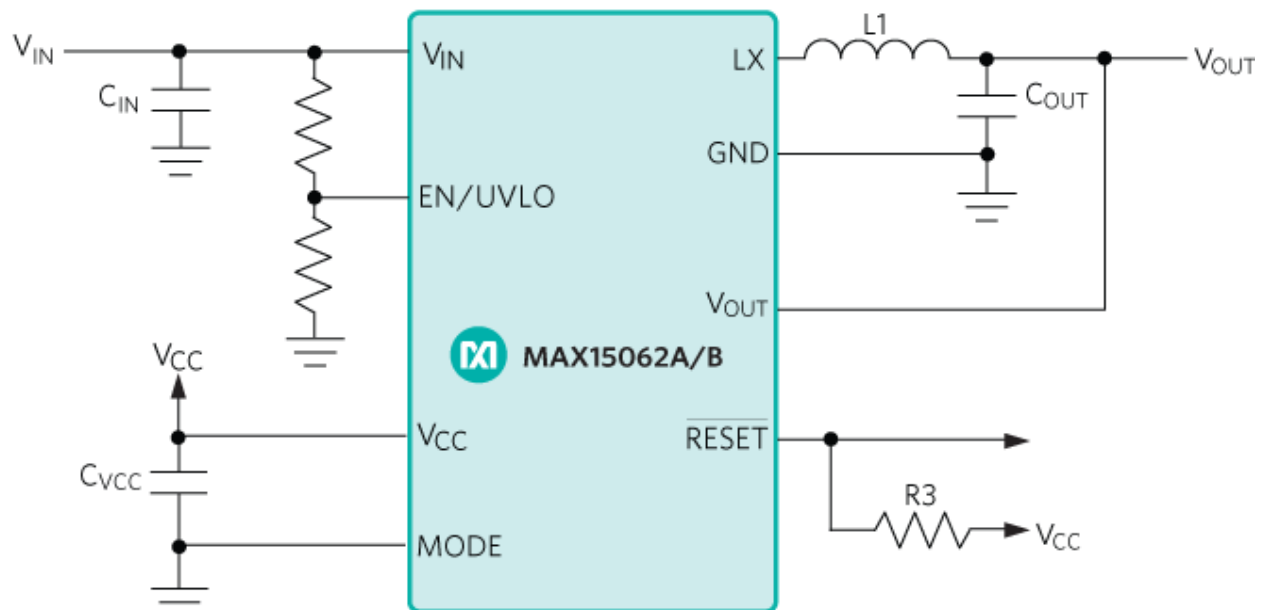 VIN
CIN
VIN
EN/UVLO
VCC
VCC
CVCC
MODE
MAX15062A/B
LX
L1
VOUT
COUT
GND
VOUT
RESET
R3
VCC